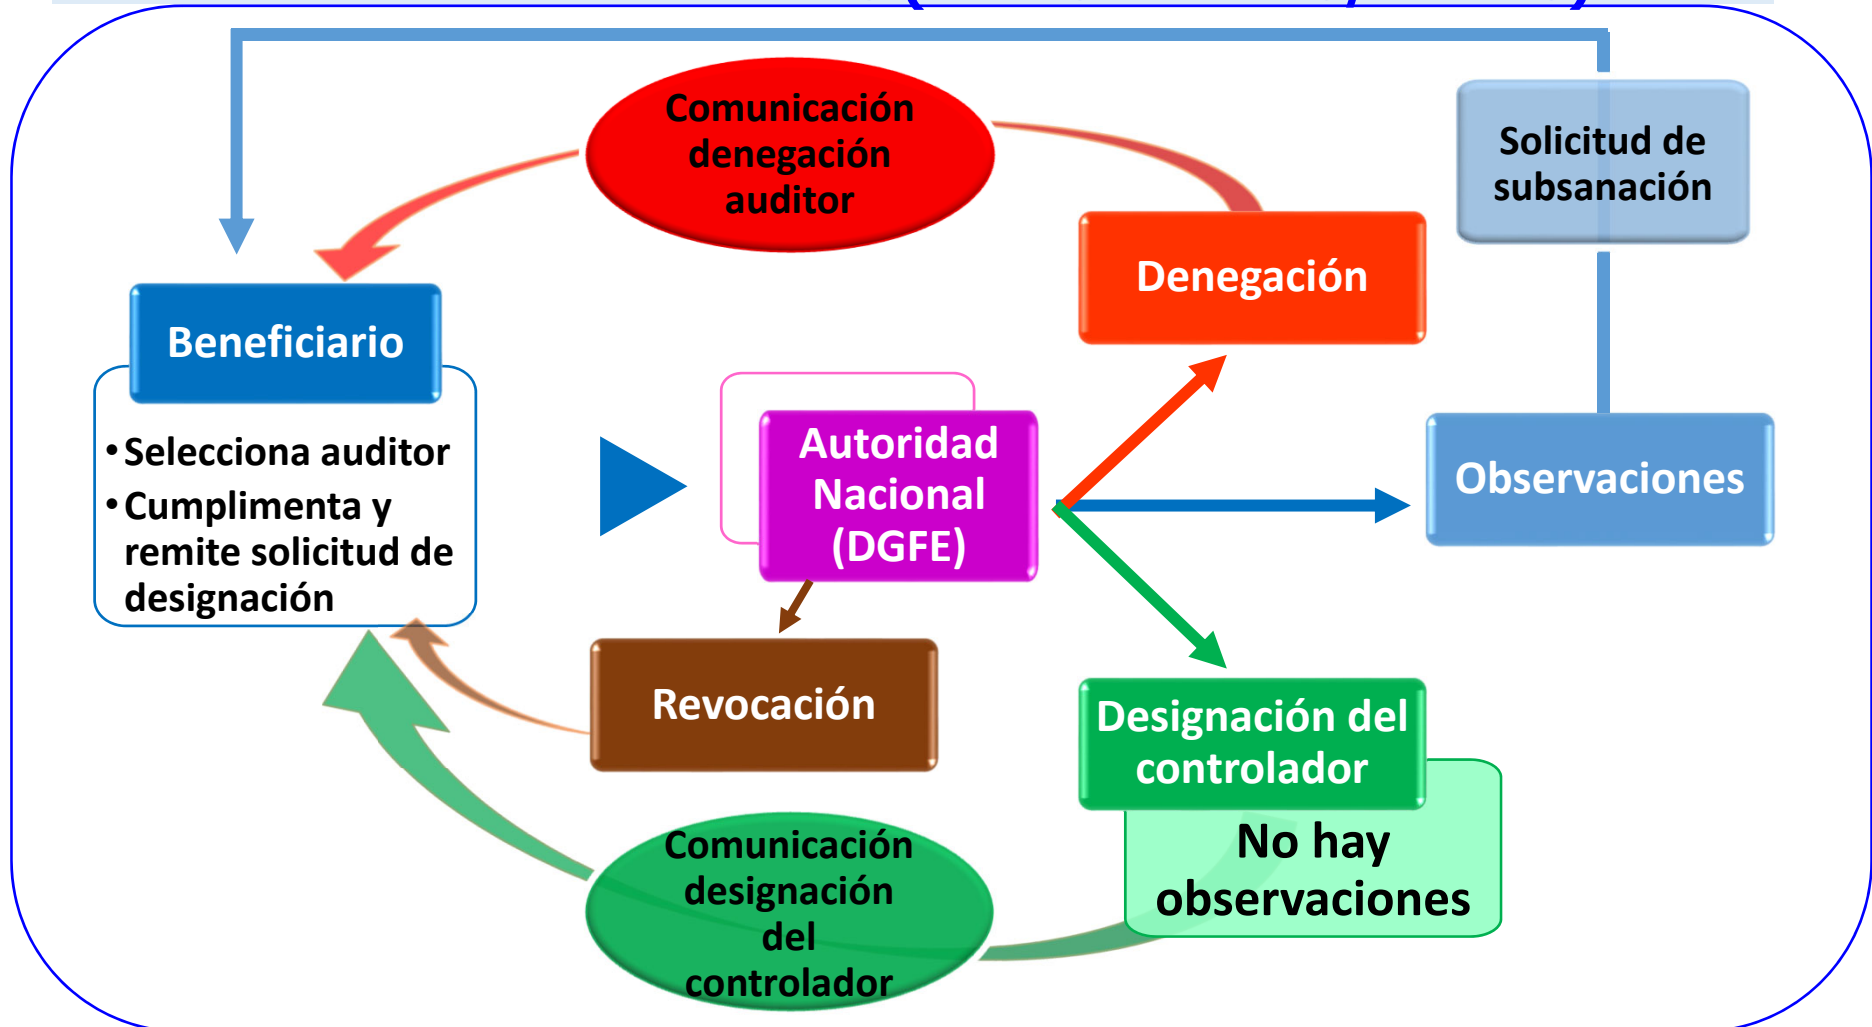 Comunicación
denegación
auditor
Solicitud de
subsanación
Denegación
Beneficiario
• Selecciona auditor
• Cumplimenta y
remite solicitud de
designación
Autoridad
Nacional
(DGFE)
Observaciones
Revocación
Designación del
controlador
No hay
observaciones
Comunicación
designación
del
controlador